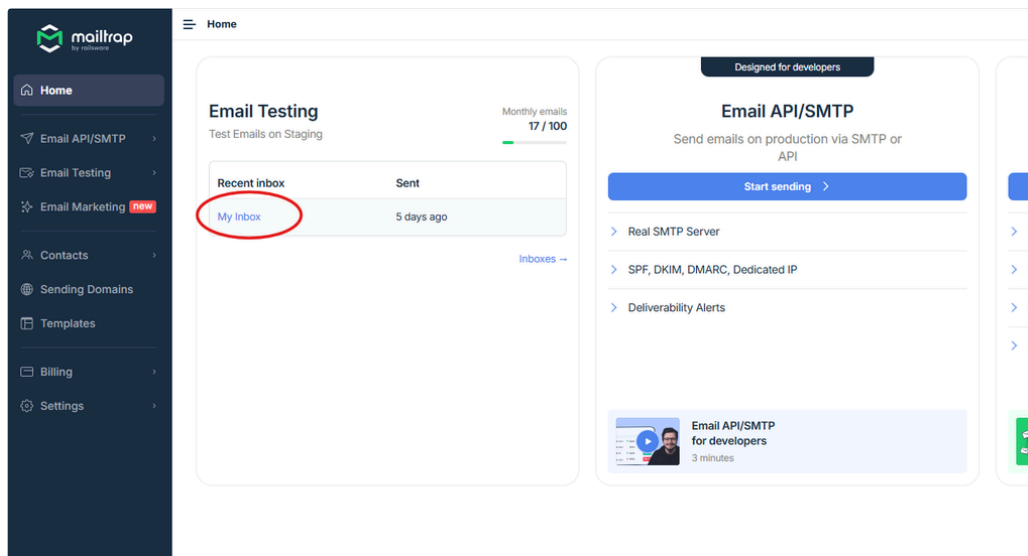 mailtrap
by railsware
Home
Email API/SMTP
Email Testing
Email Marketing new
Contacts
Sending Domains
Templates
Billing
Settings
Home
Email Testing
Test Emails on Staging
Monthly emails
17 / 100
Recent inbox Sent
My Inbox 5 days ago
Inboxes →
Designed for developers
Email API/SMTP
Send emails on production via SMTP or
API
Start sending
Real SMTP Server
SPF, DKIM, DMARC, Dedicated IP
Deliverability Alerts
Email API/SMTP
for developers
3 minutes